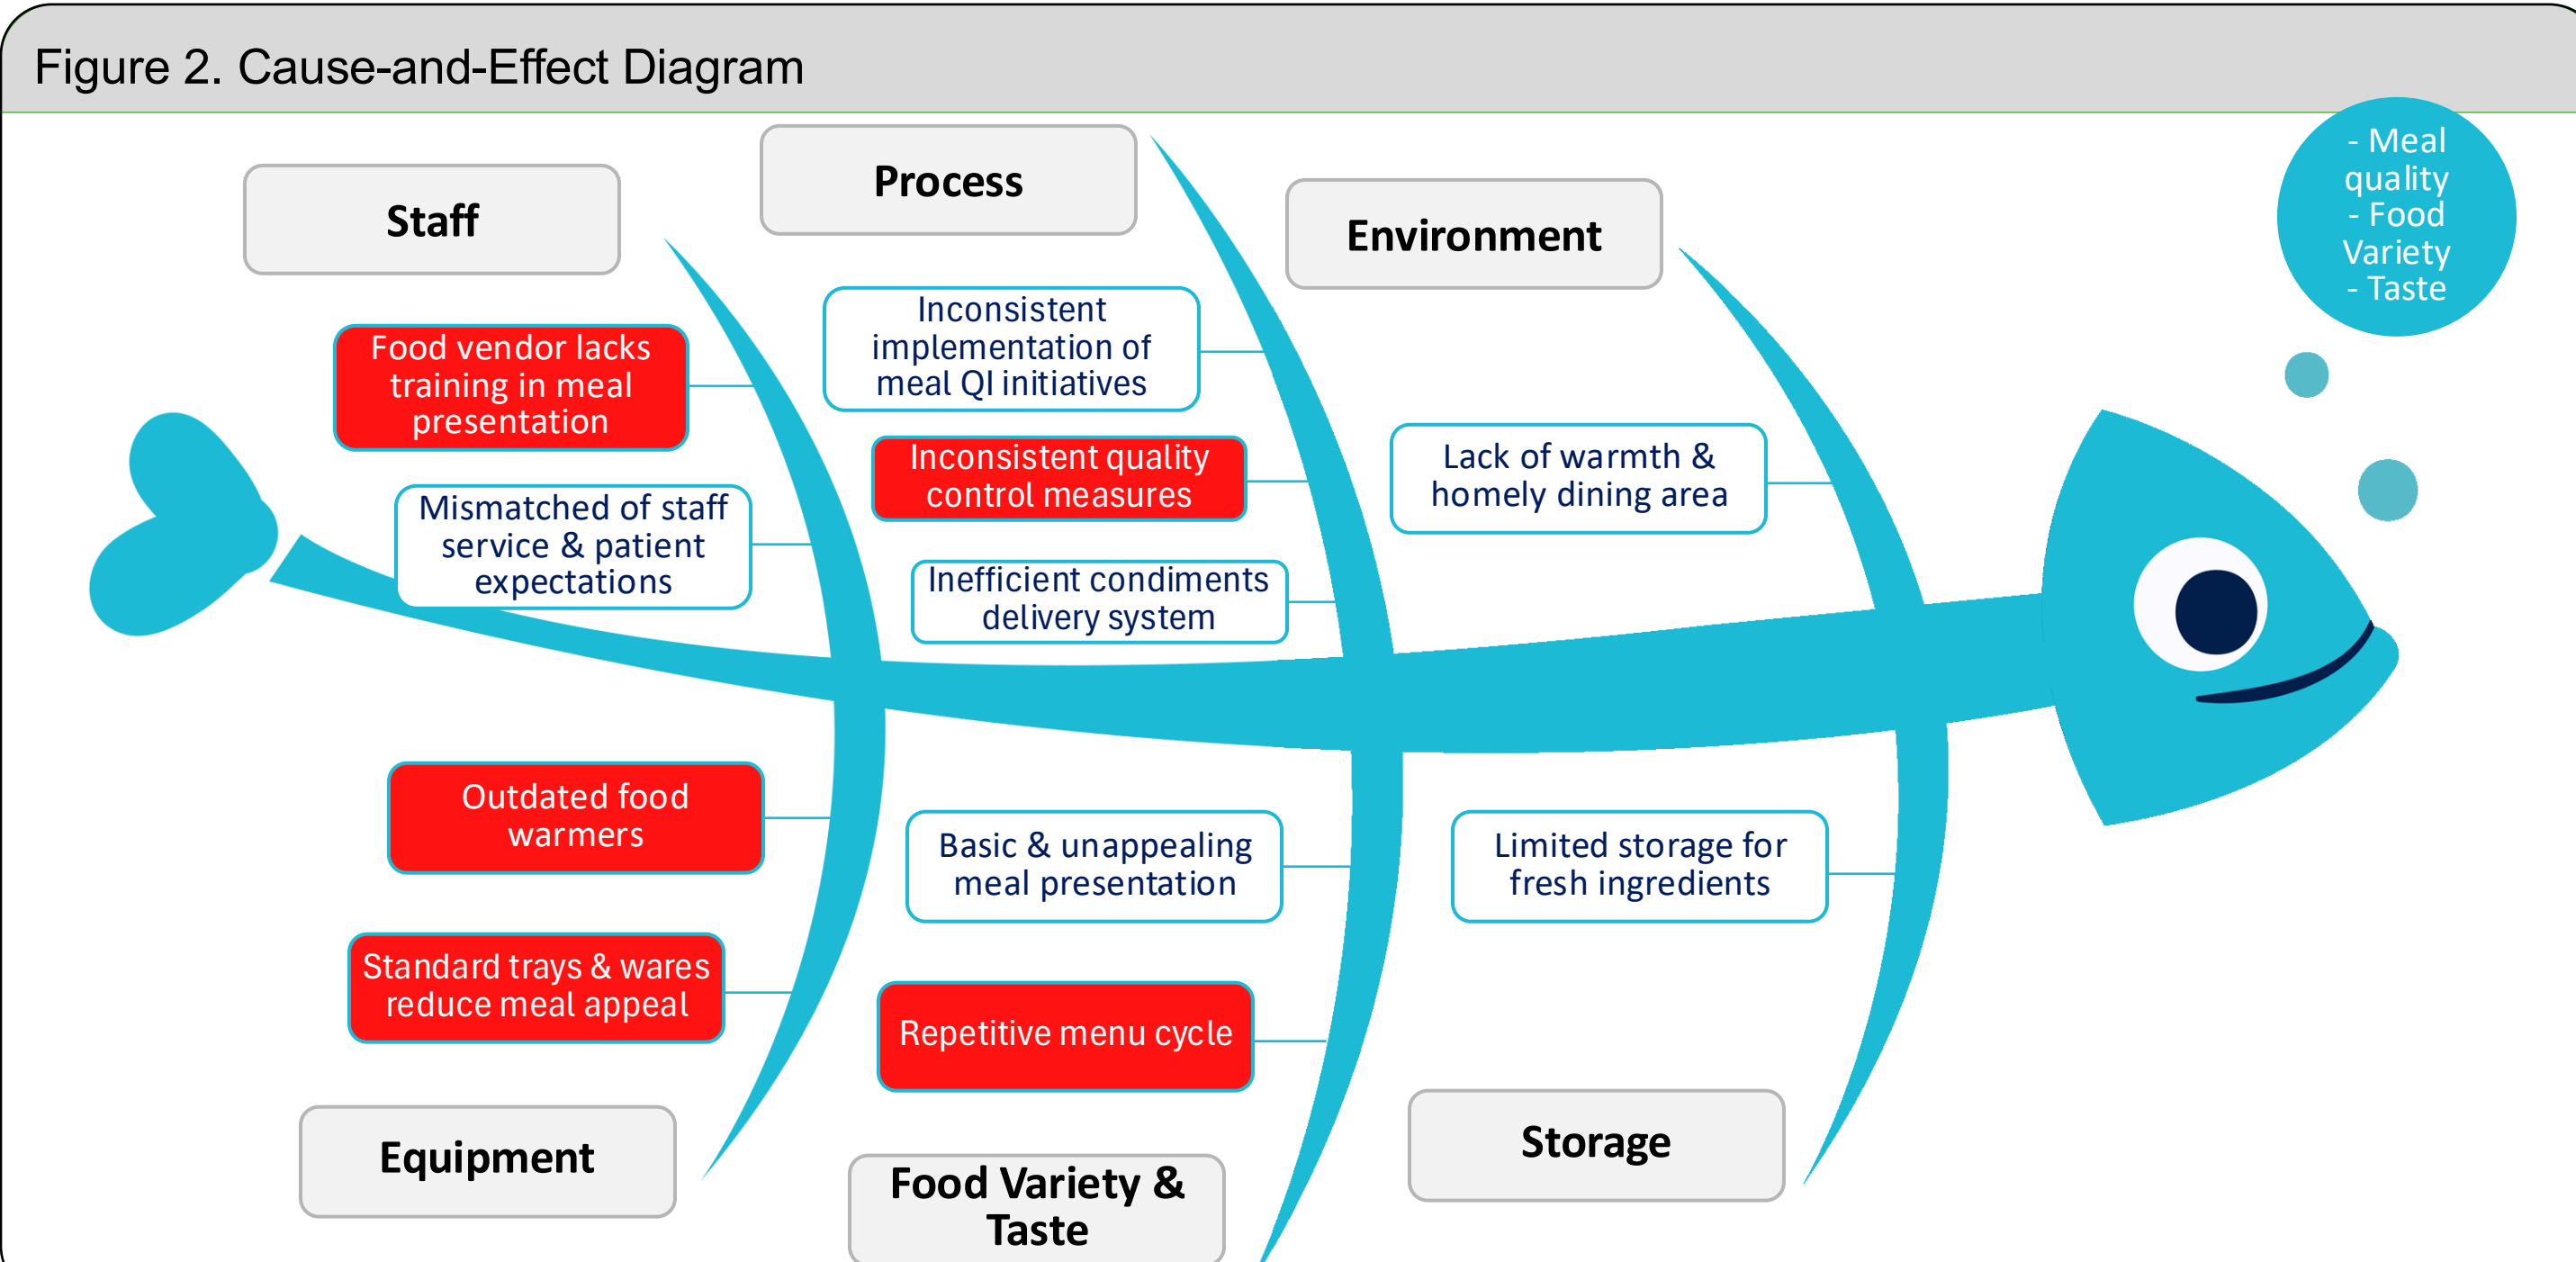 Figure 2. Cause-and-Effect Diagram
Staff
Food vendor lacks
training in meal
presentation
Mismatched of staff
service & patient
expectations
Process
Inconsistent
implementation of
meal QI initiatives
Inconsistent quality
control measures
Inefficient condiments
delivery system
Environment
Lack of warmth &
homely dining area
- Meal
quality
- Food
Variety
- Taste
Outdated food
warmers
Standard trays & wares
reduce meal appeal
Equipment
Basic & unappealing
meal presentation
Repetitive menu cycle
Food Variety &
Taste
Limited storage for
fresh ingredients
Storage